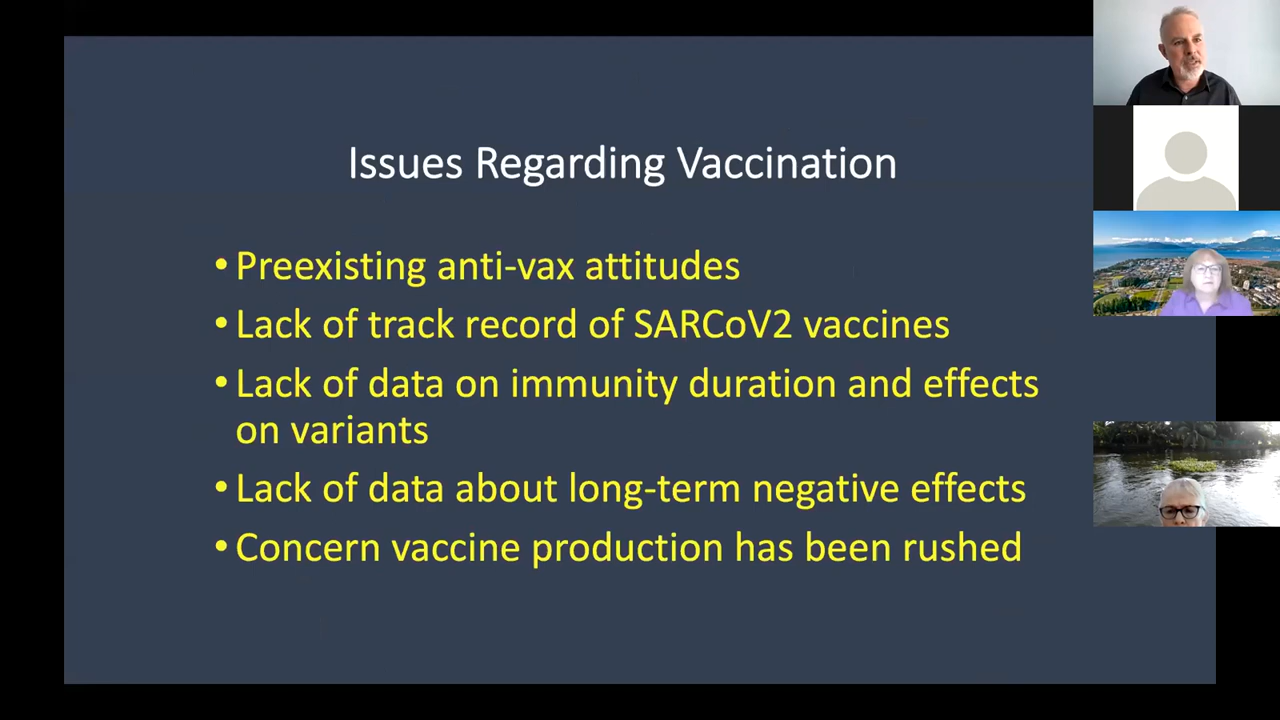 Issues Regarding Vaccination
• Preexisting anti-vax attitudes
• Lack of track record of SARCoV2 vaccines
• Lack of data on immunity duration and effects
on variants
• Lack of data about long-term negative effects
• Concern vaccine production has been rushed